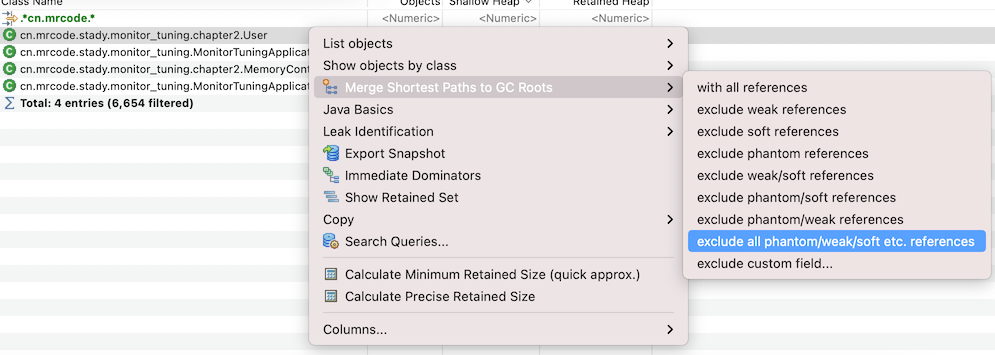 Class Name
Objects
Shallow Heap
Retained Heap
.*cn.mrcode.*
<Numeric>
<Numeric>
<Numeric>
cn.mrcode.stady.monitor_tuning.chapter2.User
cn.mrcode.stady.monitor_tuning.MonitorTuningApplicat
cn.mrcode.stady.monitor_tuning.chapter2.MemoryCont
cn.mrcode.stady.monitor_tuning.MonitorTuningApplicat
Total: 4 entries (6,654 filtered)
List objects
Show objects by class
Merge Shortest Paths to GC Roots
Java Basics
Leak Identification
Export Snapshot
Immediate Dominators
Show Retained Set
Copy
Search Queries...
Calculate Minimum Retained Size (quick approx.)
Calculate Precise Retained Size
Columns...
with all references
exclude weak references
exclude soft references
exclude phantom references
exclude weak/soft references
exclude phantom/soft references
exclude phantom/weak references
exclude all phantom/weak/soft etc. references
exclude custom field...